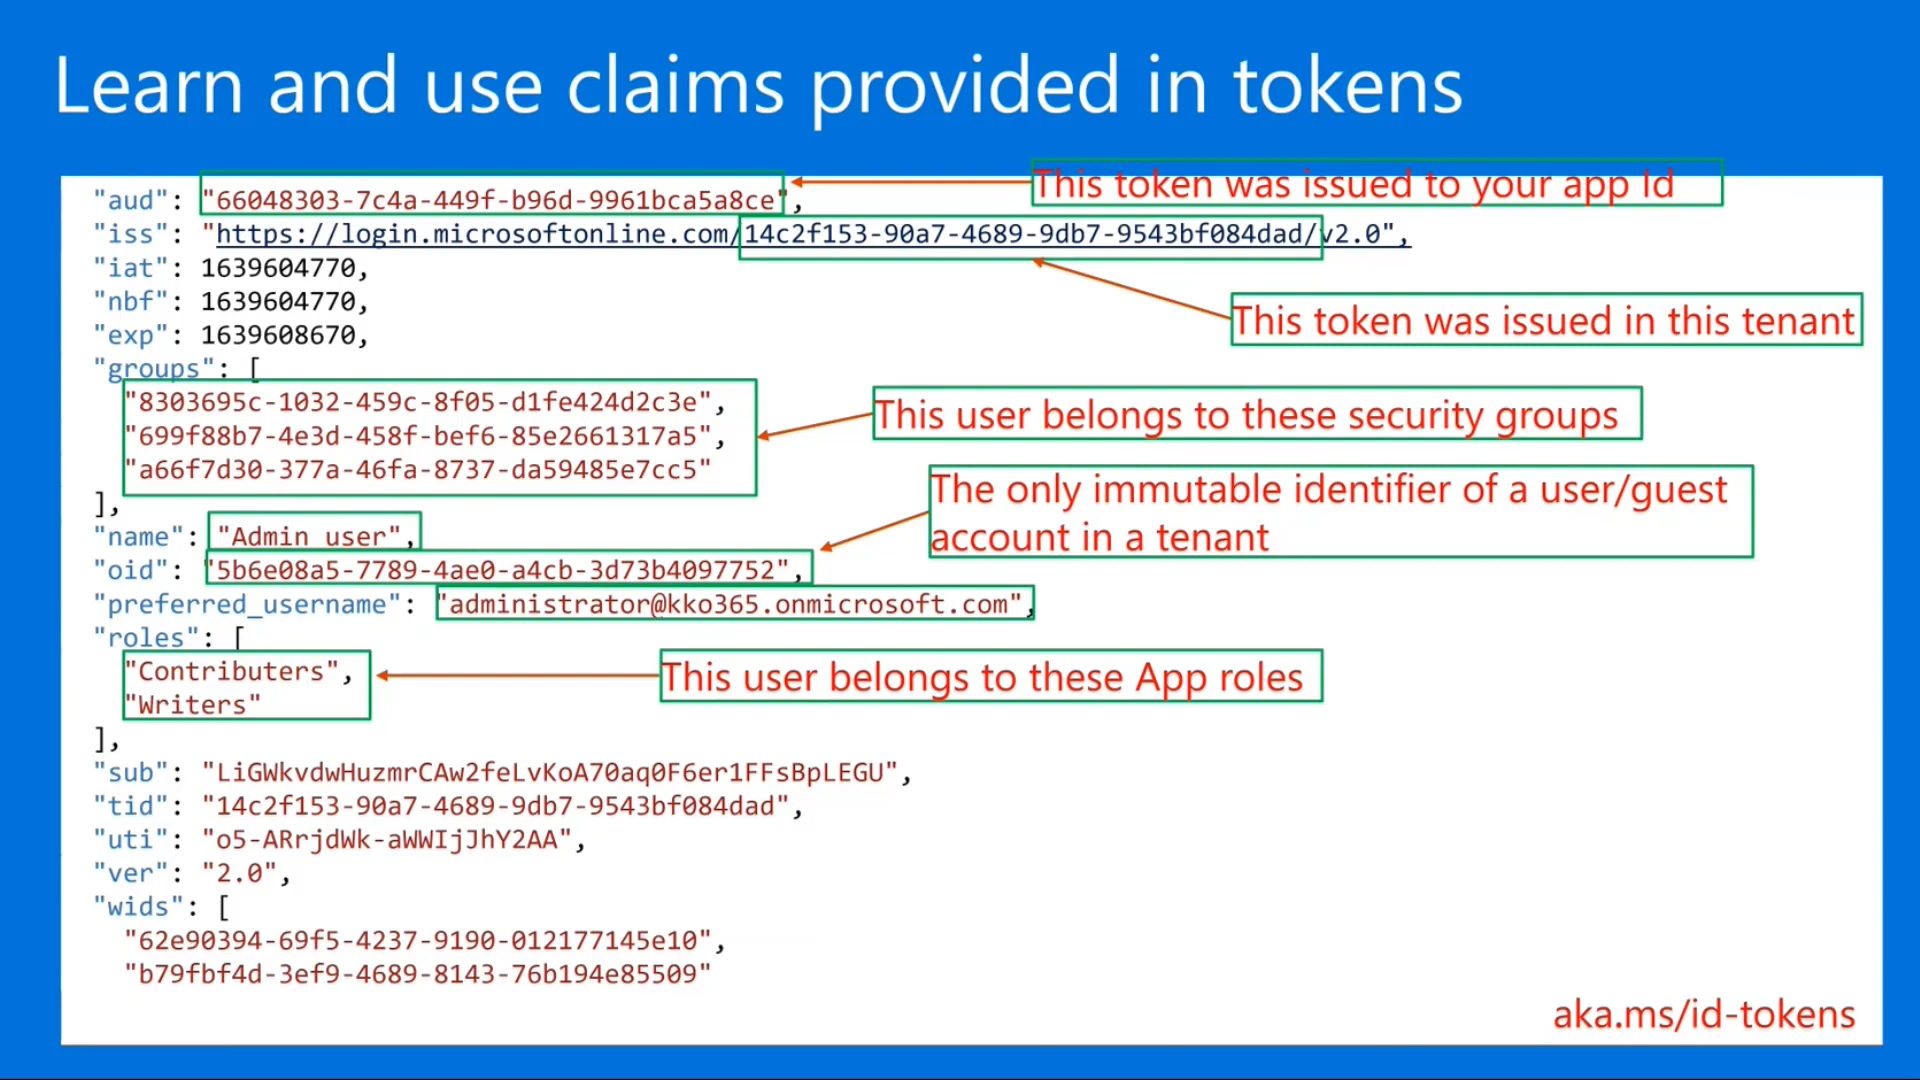 Learn and use claims provided in tokens
"aud": "66048303-7c4a-449f-b96d-9961bca5a8ce",
This token was issued to your app Id
"iss": "https://login.microsoftonline.com/14c2f153-90a7-4689-9db7-9543bf084dad/v2.0",
"iat": 1639604770,
"nbf": 1639604770,
This token was issued in this tenant
"exp": 1639608670,
"groups": [
"8303695c-1032-459c-8f05-d1fe424d2c3e",
This user belongs to these security groups
"699f88b7-4e3d-458f-bef6-85e2661317a5",
"a66f7d30-377a-46fa-8737-da59485e7cc5"
],
The only immutable identifier of a user/guest
account in a tenant
"name": "Admin user",
"oid": "5b6e08a5-7789-4ae0-a4cb-3d73b4097752",
"preferred_username": "administrator@kko365.onmicrosoft.com",
"roles": [
"Contributers",
This user belongs to these App roles
"Writers"
],
"sub": "LiGWkvdwHuzmrCAw2feLvKoA70aq0F6er1FFsBpLEGU",
"tid": "14c2f153-90a7-4689-9db7-9543bf084dad",
"uti": "o5-ARrjdWk-aWWIjJhY2AA",
"ver": "2.0",
"wids": [
"62e90394-69f5-4237-9190-012177145e10",
"b79fbf4d-3ef9-4689-8143-76b194e85509"
aka.ms/id-tokens